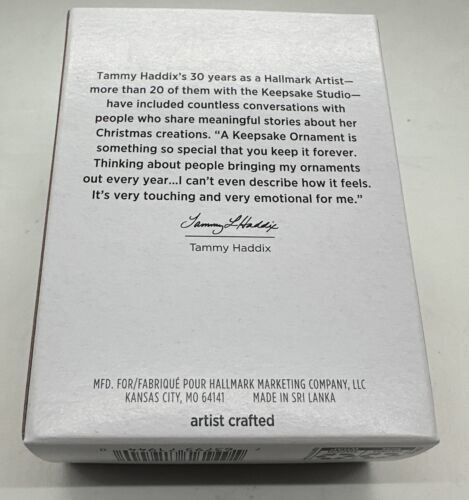 Tammy Haddix's 30 years as a Hallmark Artist—
more than 20 of them with the Keepsake Studio—
have included countless conversations with
people who share meaningful stories about her
Christmas creations. "A Keepsake Ornament is
something so special that you keep it forever.
Thinking about people bringing my ornaments
out every year...I can't even describe how it feels.
It's very touching and very emotional for me."
Tammy L Haddix
Tammy Haddix
MFD. FOR/FABRIQUÉ POUR HALLMARK MARKETING COMPANY, LLC
KANSAS CITY, MO 64141 MADE IN SRI LANKA
artist crafted